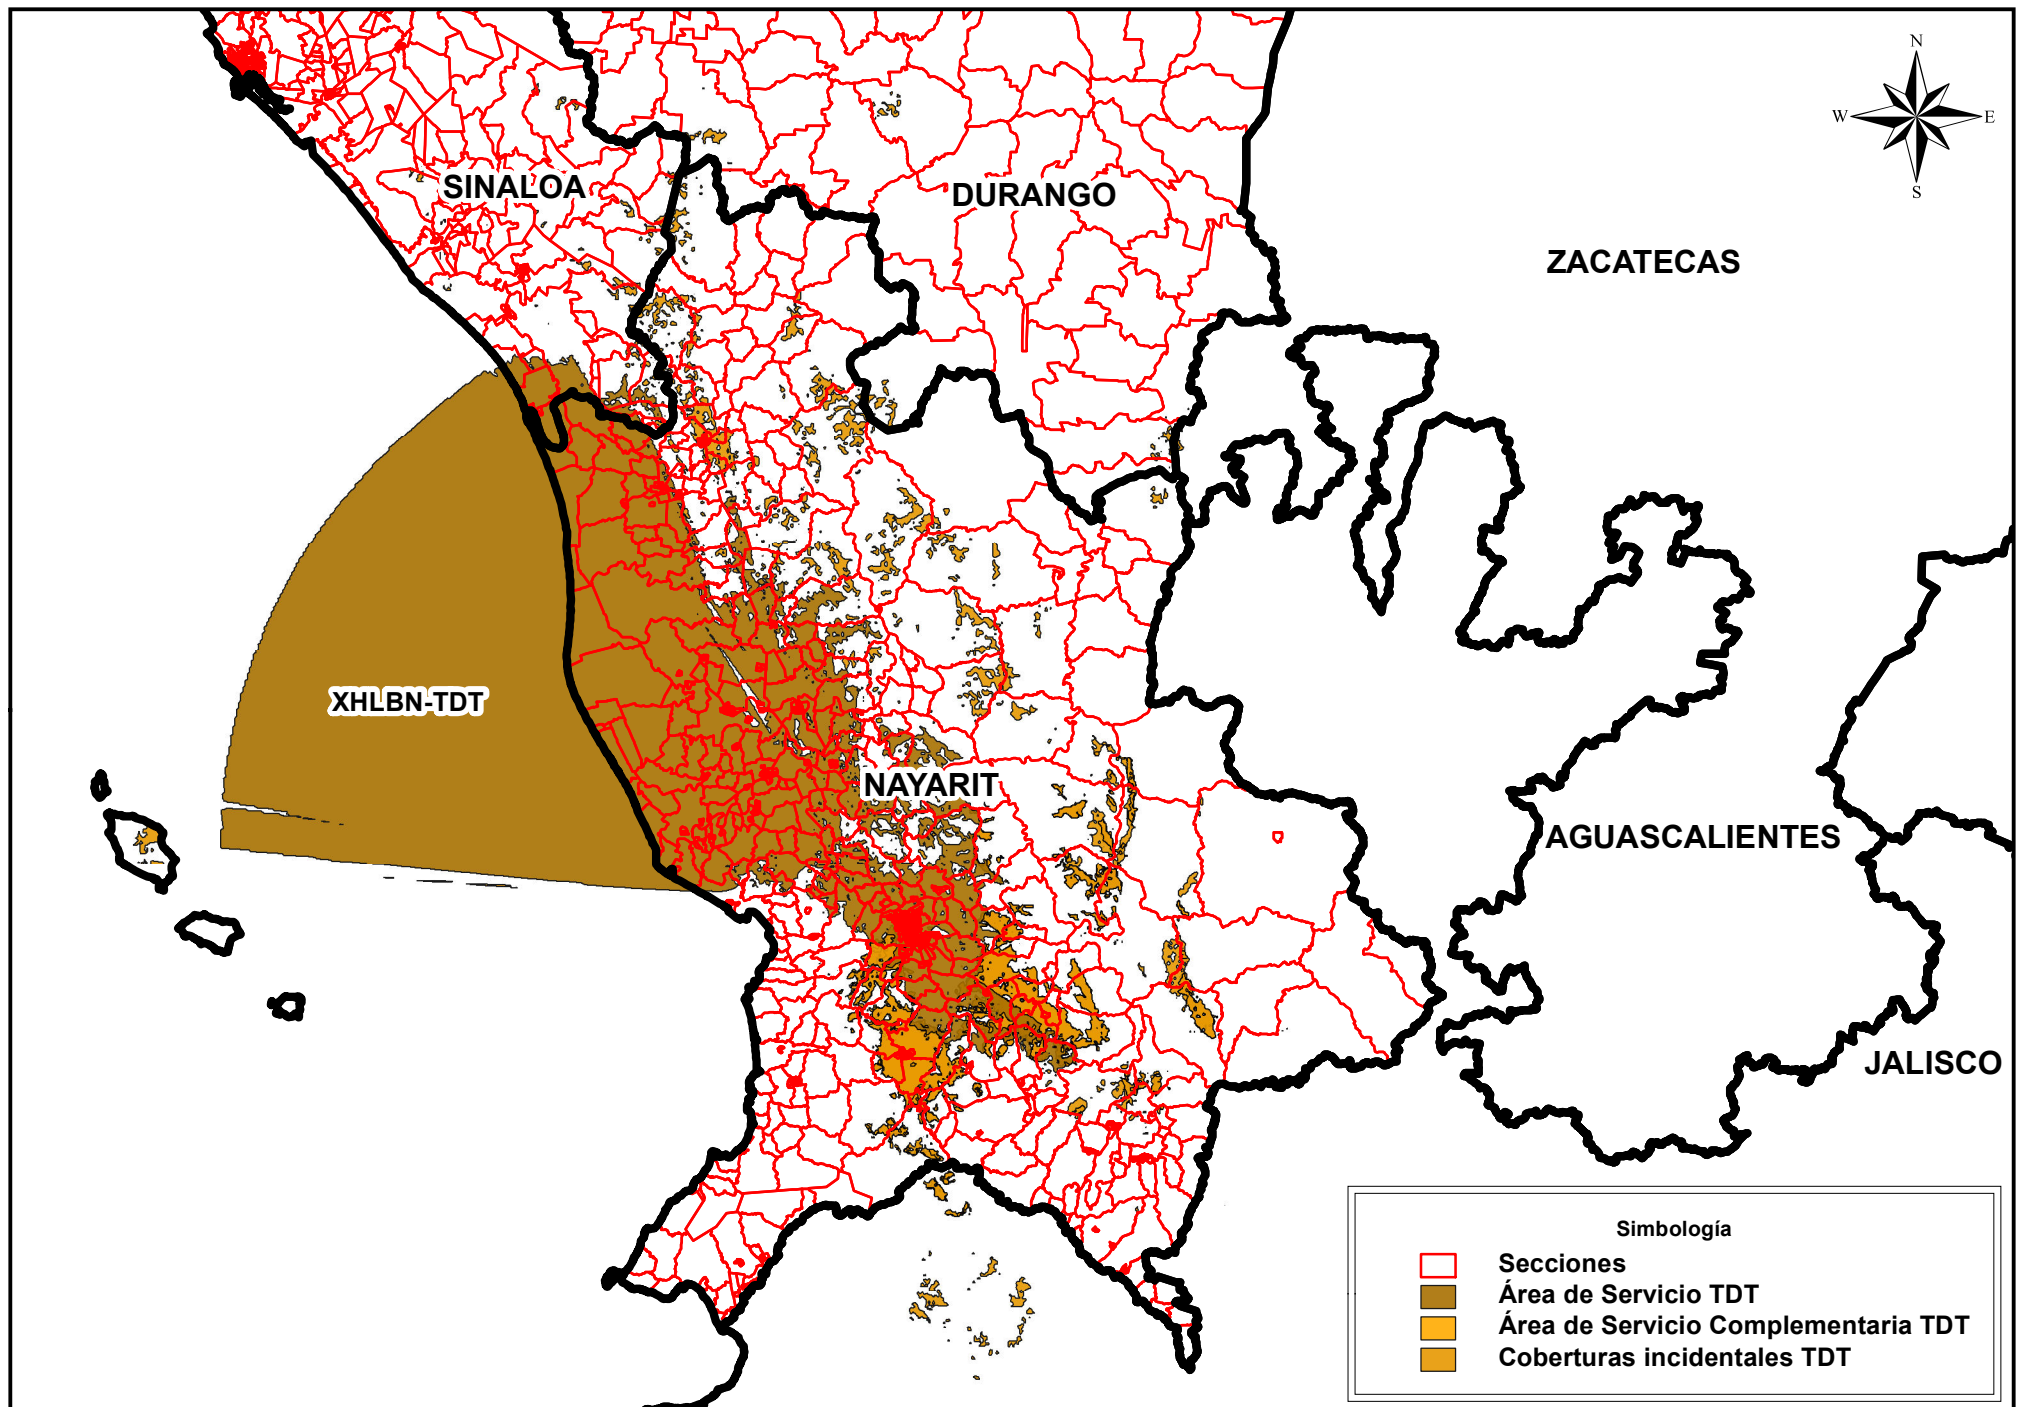 N
W
E
S
SINALOA
DURANGO
ZACATECAS
XHLBN-TDT
NAYARIT
AGUASCALIENTES
JALISCO
Simbología
Secciones
Área de Servicio TDT
Área de Servicio Complementaria TDT
Coberturas incidentales TDT